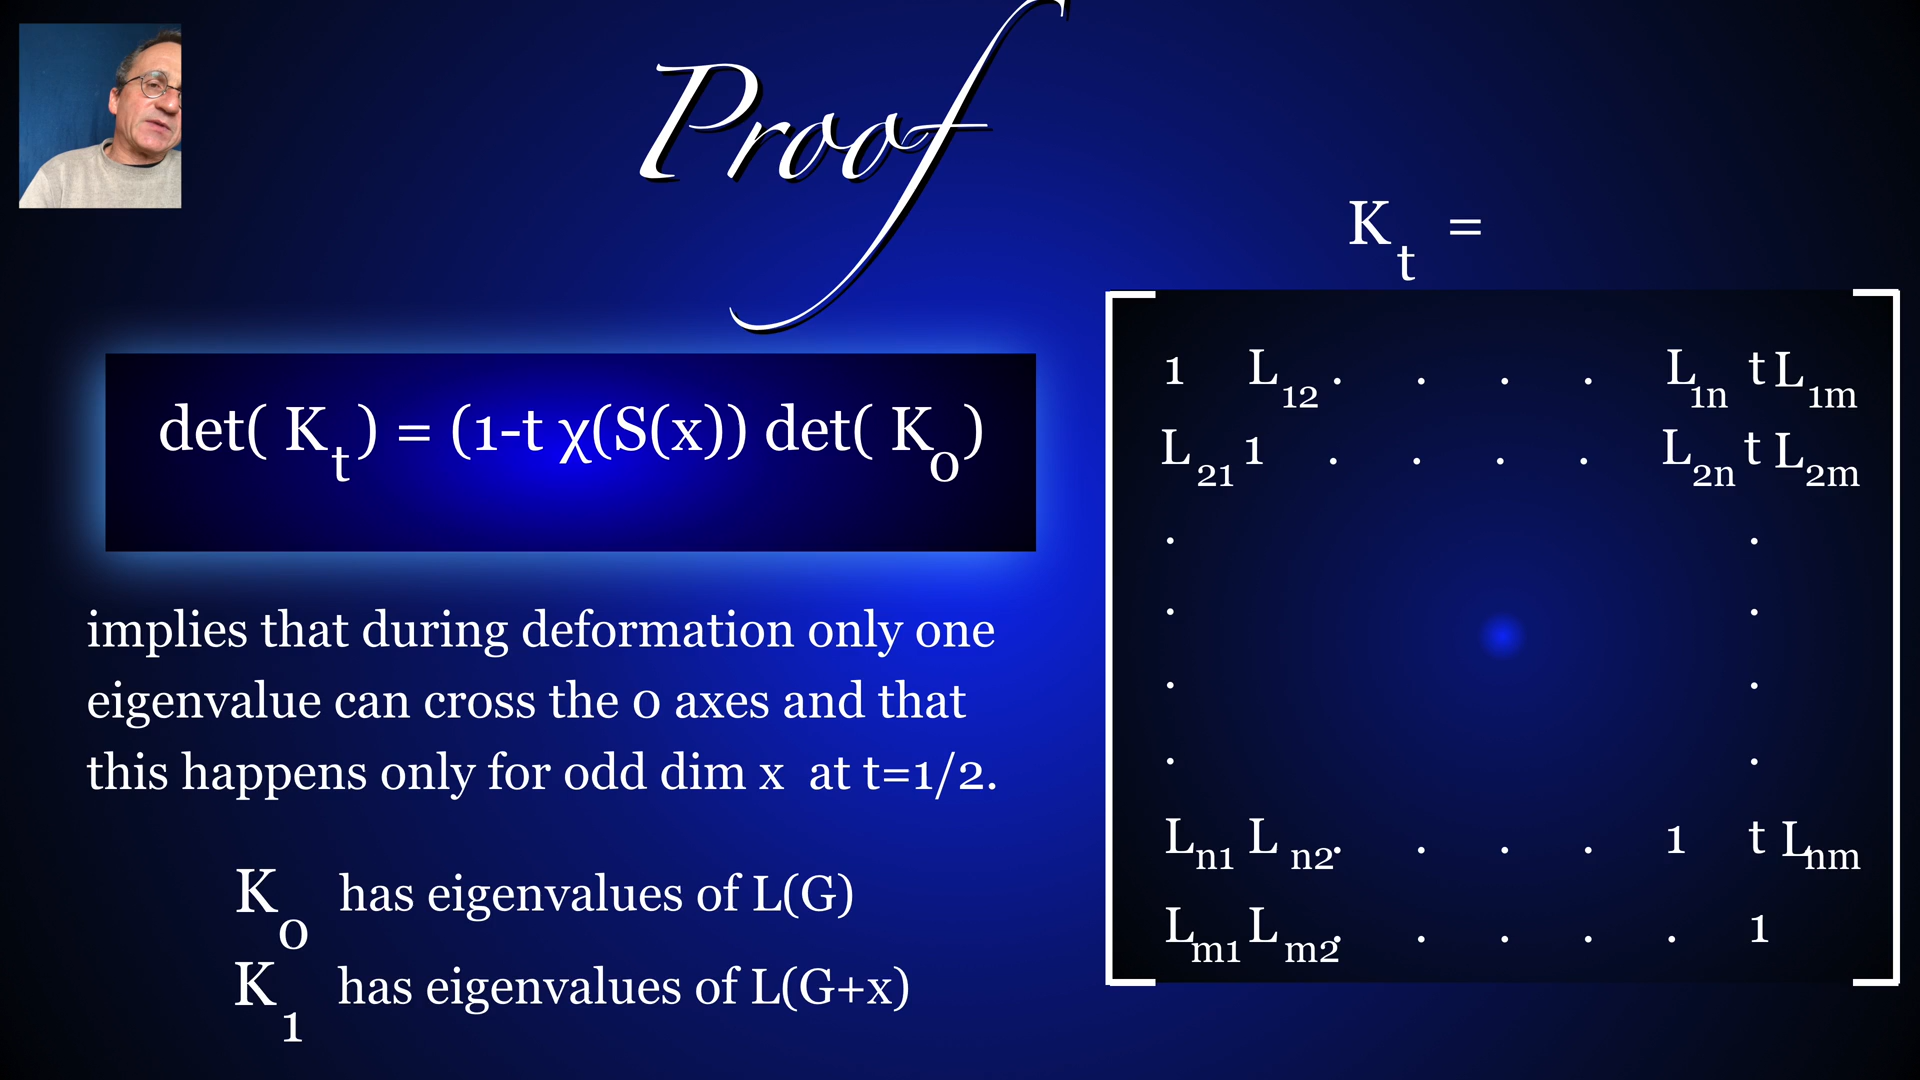 Proof
K_t =
det( K_t ) = (1-t χ(S(x)) det( K_0)
implies that during deformation only one
eigenvalue can cross the 0 axes and that
this happens only for odd dim x at t=1/2.
K_0 has eigenvalues of L(G)
K_1 has eigenvalues of L(G+x)
1 L_12 . . . . L_1n t L_1m
L_21 1 . . . . L_2n t L_2m
. .
. .
. .
. .
L_n1 L_n2 . . . . 1 t L_nm
L_m1 L_m2 . . . . . 1